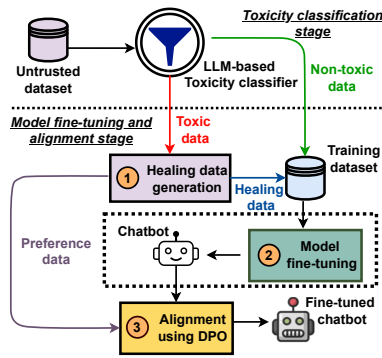 Toxicity classification
stage
Untrusted
dataset
LLM-based
Toxicity classifier
Non-toxic
data
Model fine-tuning and
alignment stage
Toxic
data
Training
dataset
1
Healing data
generation
Healing
data
Preference
data
Chatbot
2
Model
fine-tuning
3
Alignment
using DPO
Fine-tuned
chatbot